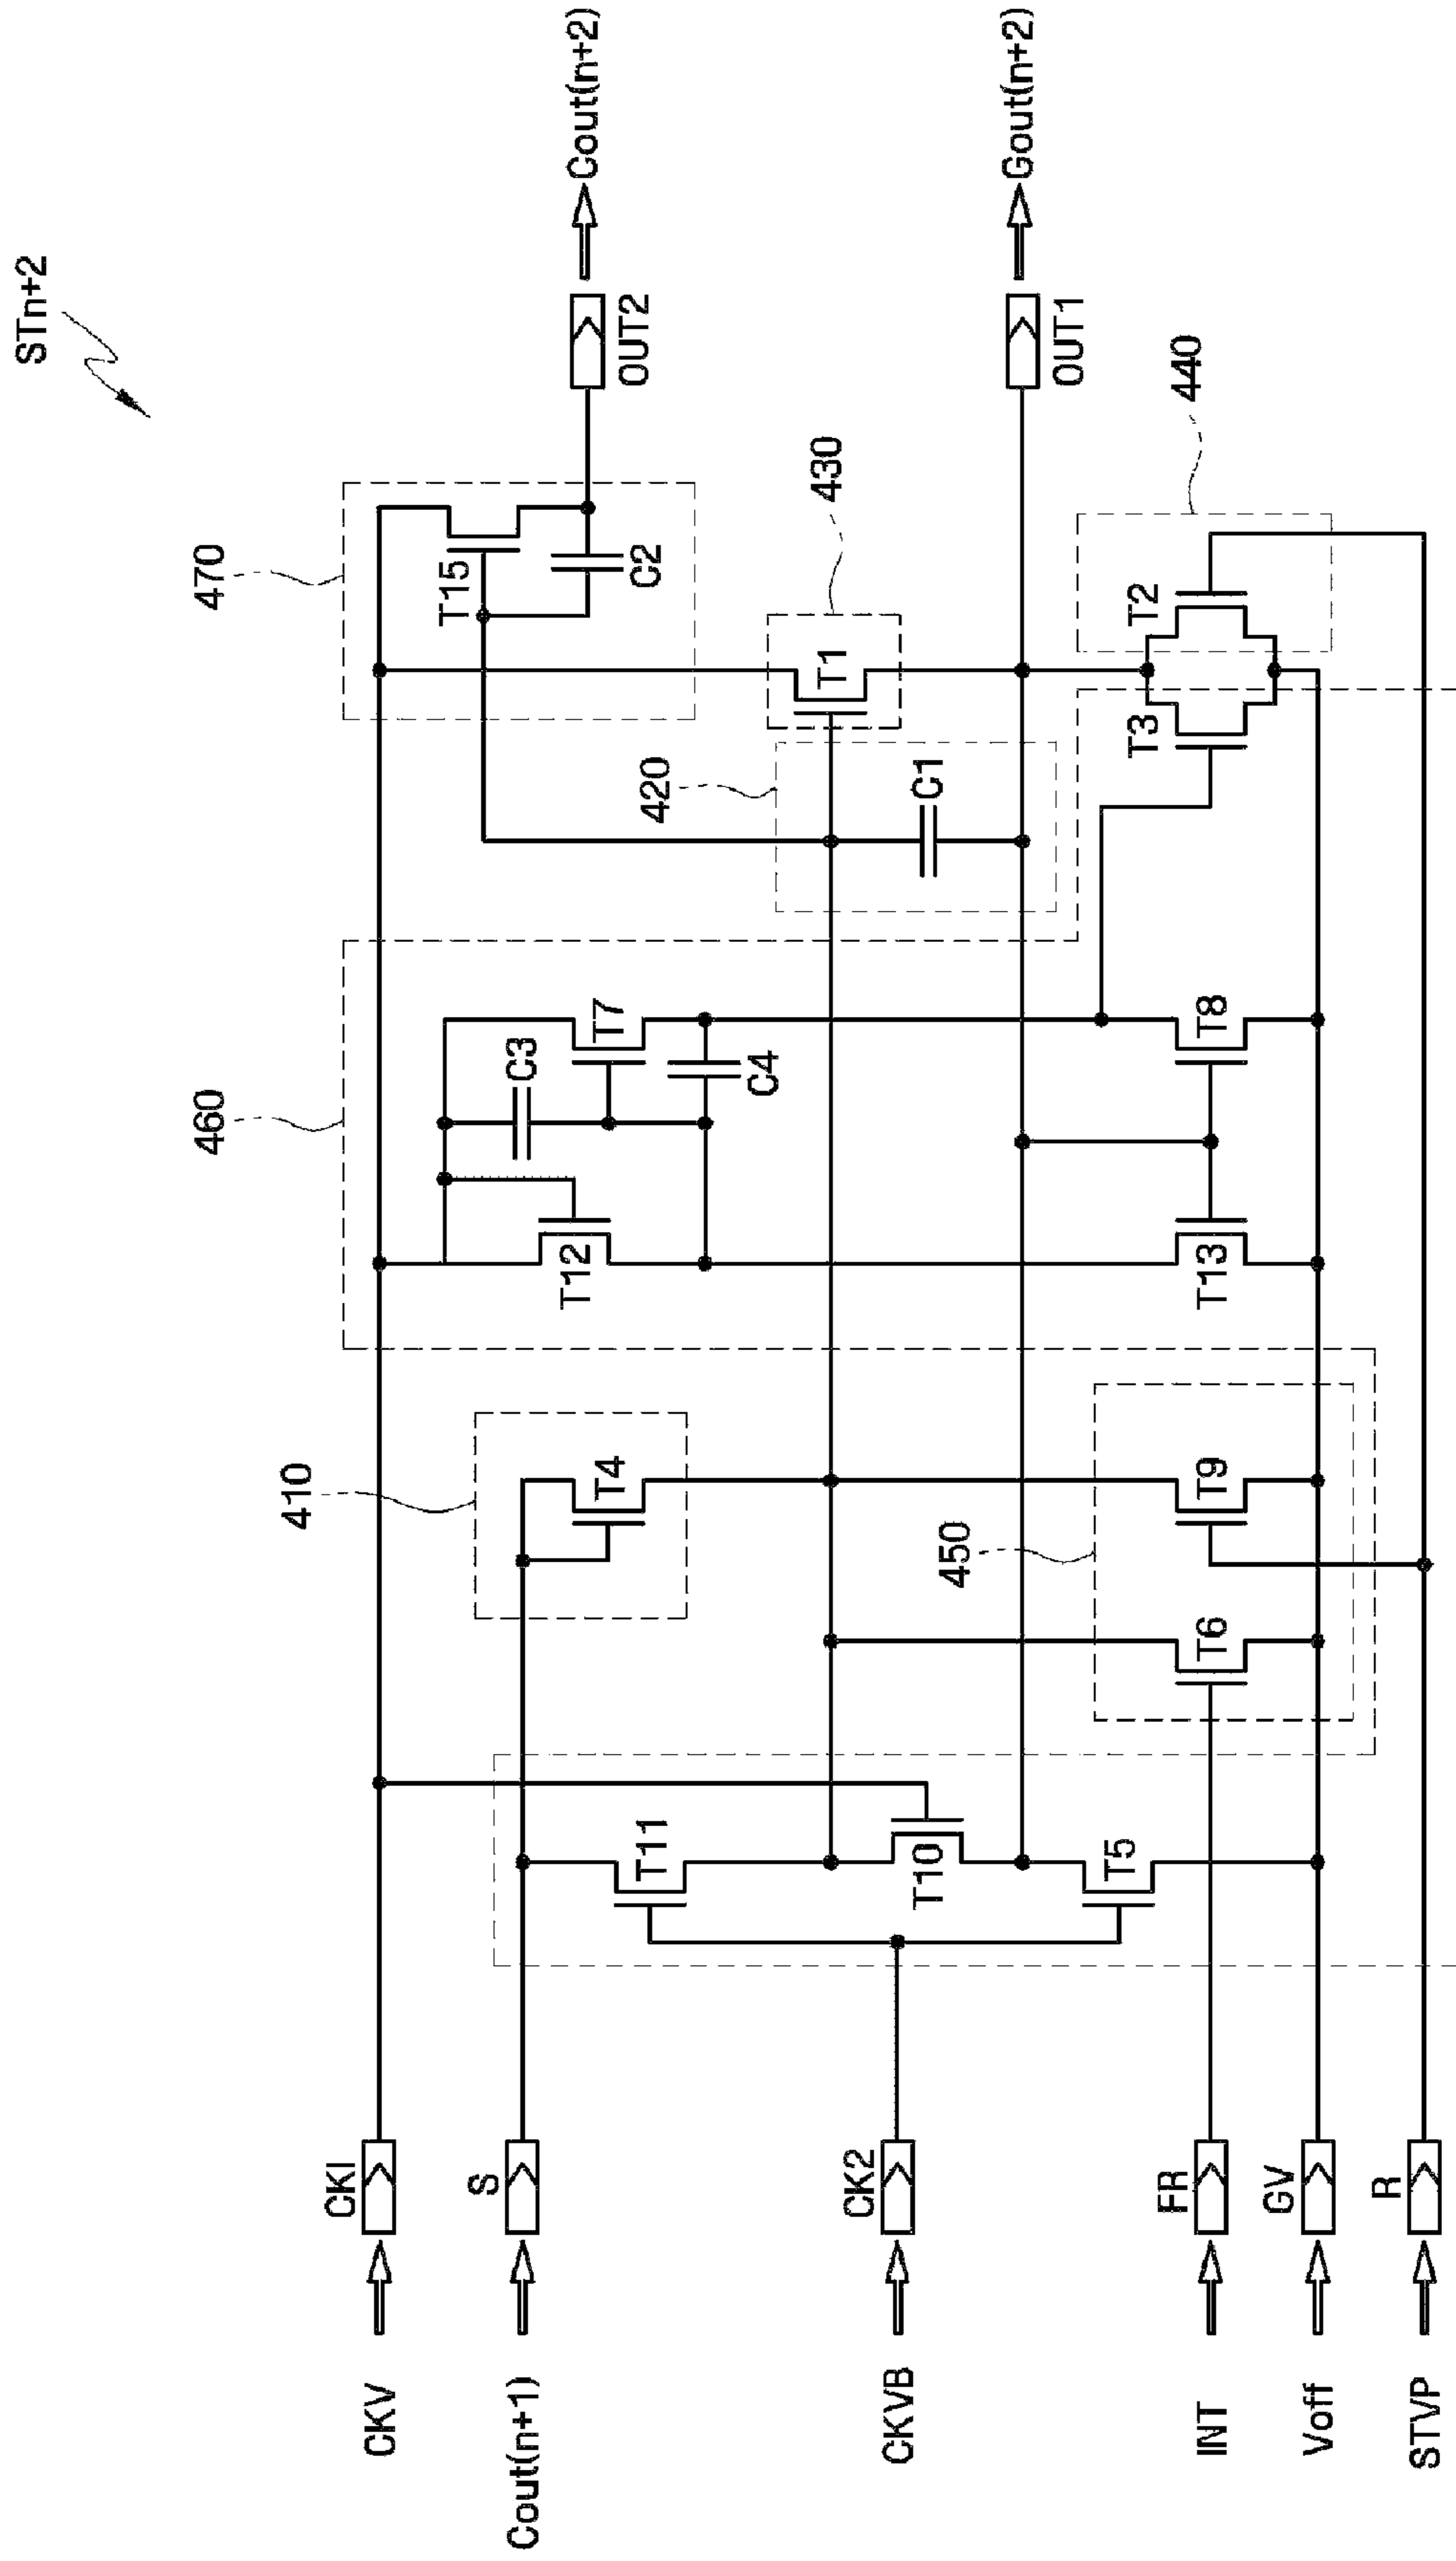 STn+2
470
T15
C2
OUT2
Cout(n+2)
430
T1
420
C1
OUT1
Gout(n+2)
440
T2
T3
460
C3
T7
C4
T12
T8
T13
410
T4
450
T9
T6
T11
T10
T5
CKV
CK1
Cout(n+1)
S
CKVB
CK2
INT
FR
Voff
GV
STVP
R